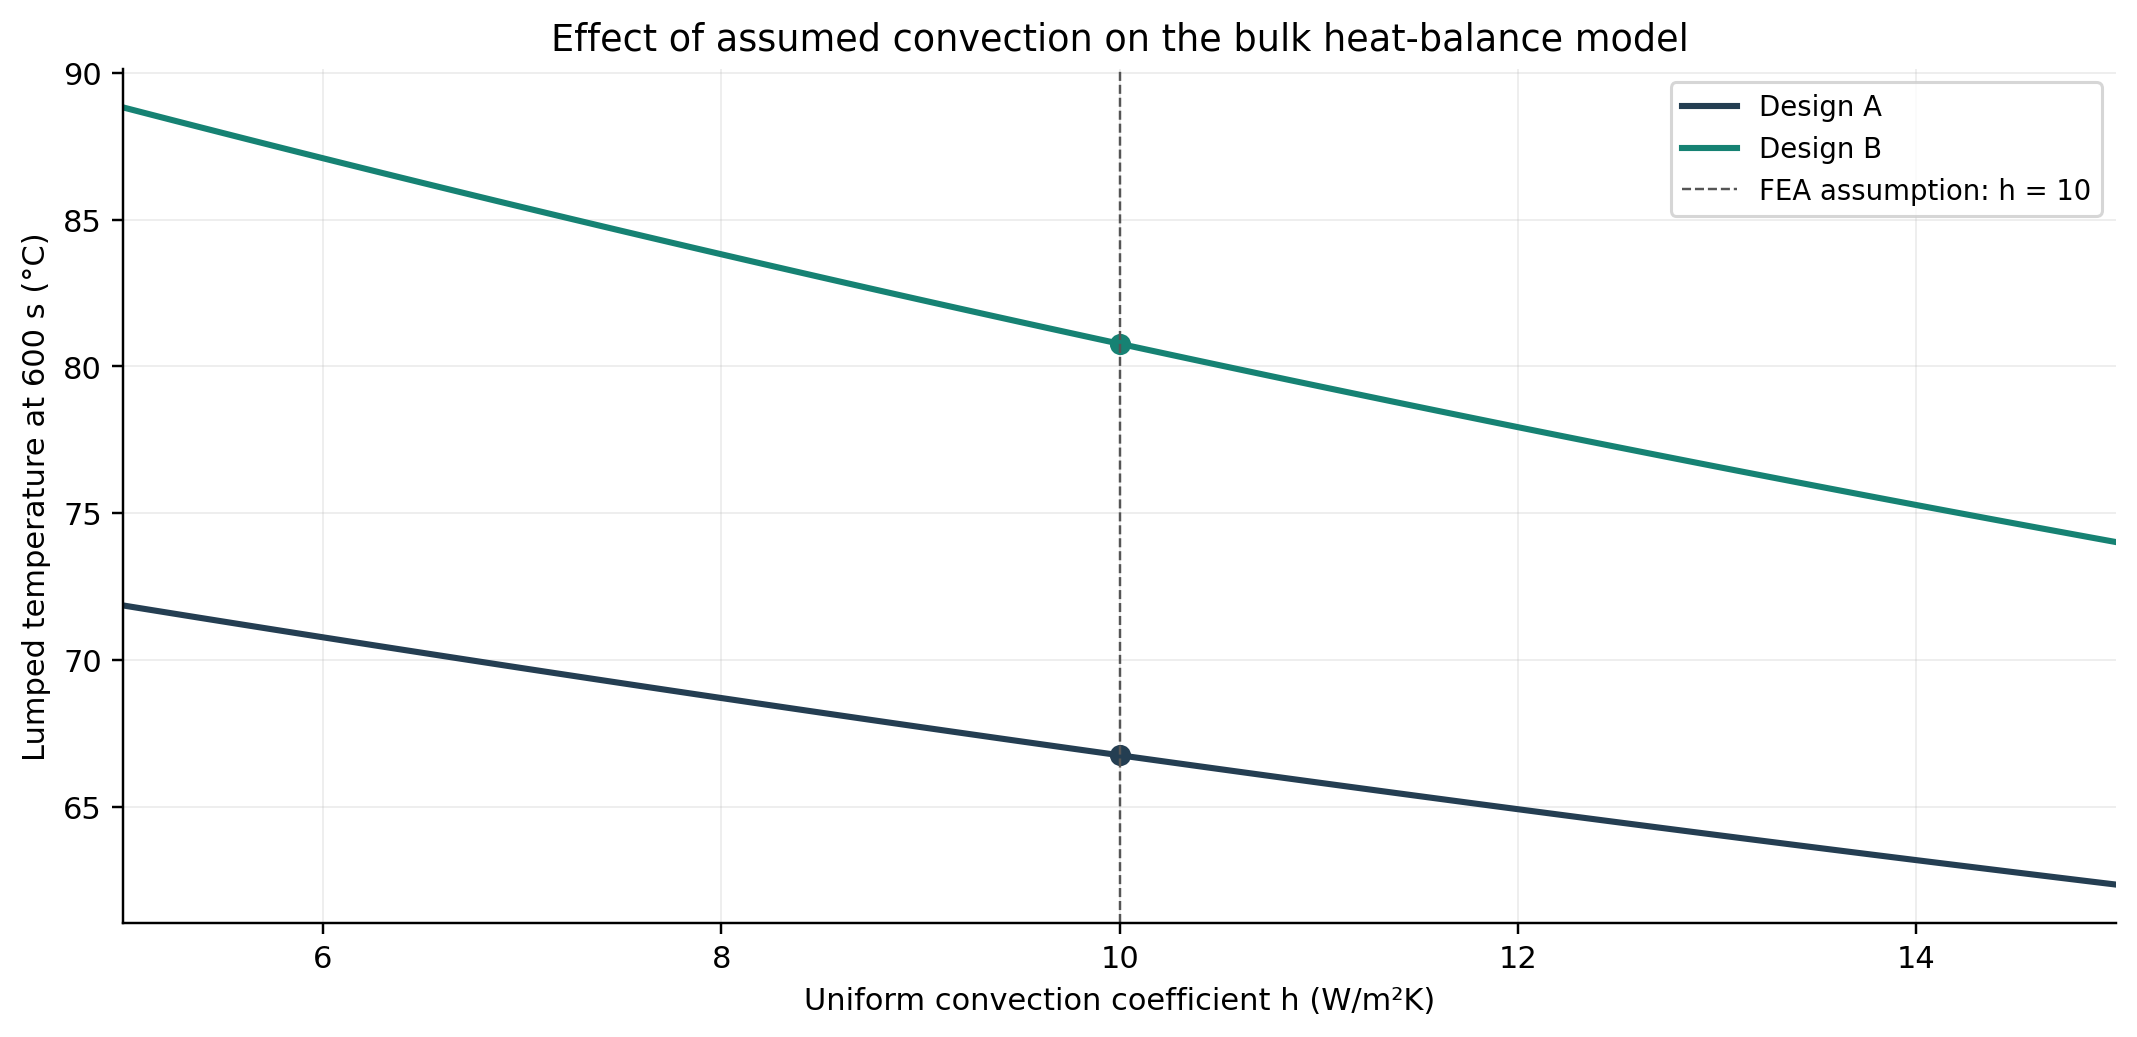 Effect of assumed convection on the bulk heat-balance model
Design A
Design B
FEA assumption: h = 10
Lumped temperature at 600 s (°C)
90
85
80
75
70
65
6
8
10
12
14
Uniform convection coefficient h (W/m²K)